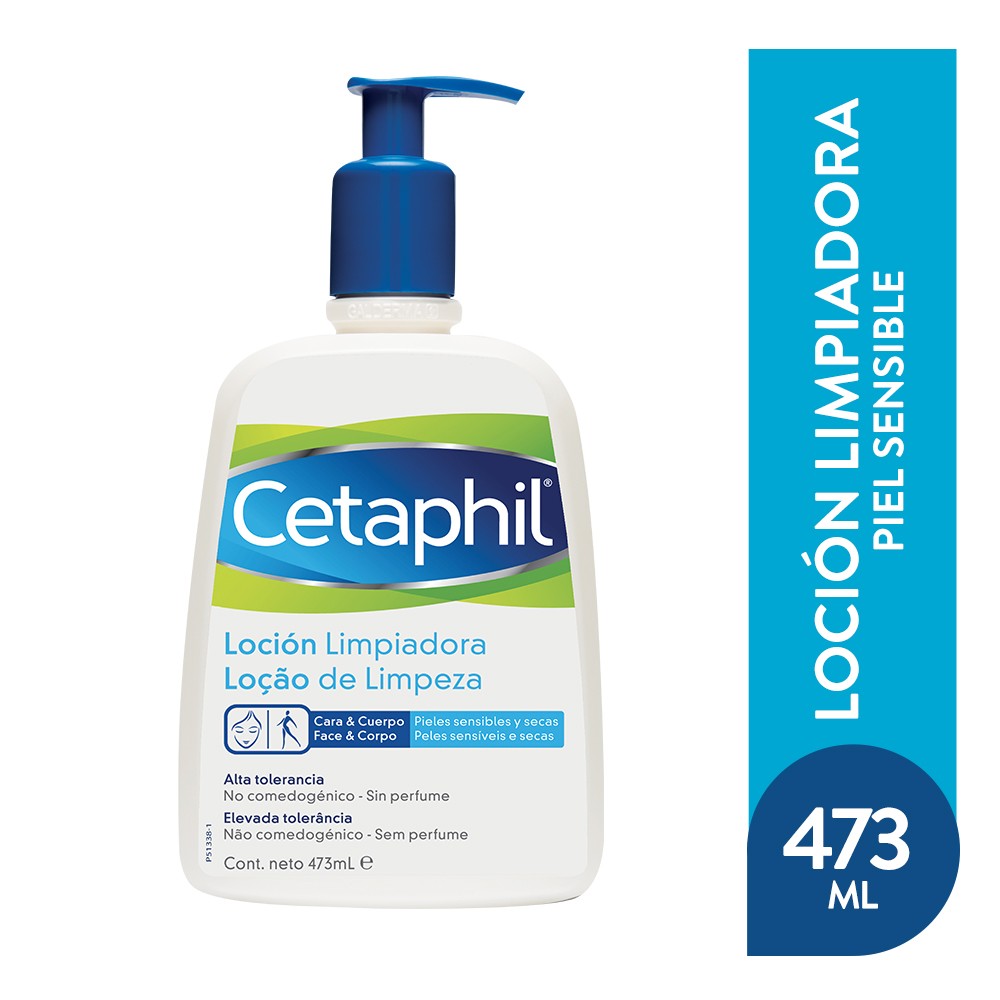 GALDERMA
Cetaphil®
Loción Limpiadora
Loção de Limpeza
Cara & Cuerpo
Face & Corpo
Pieles sensibles y secas
Peles sensíveis e secas
Alta tolerancia
No comedogénico - Sin perfume
Elevada tolerância
Não comedogénico - Sem perfume
Cont. neto 473mL ℮
P51338-1
LOCIÓN LIMPIADORA
PIEL SENSIBLE
473
ML